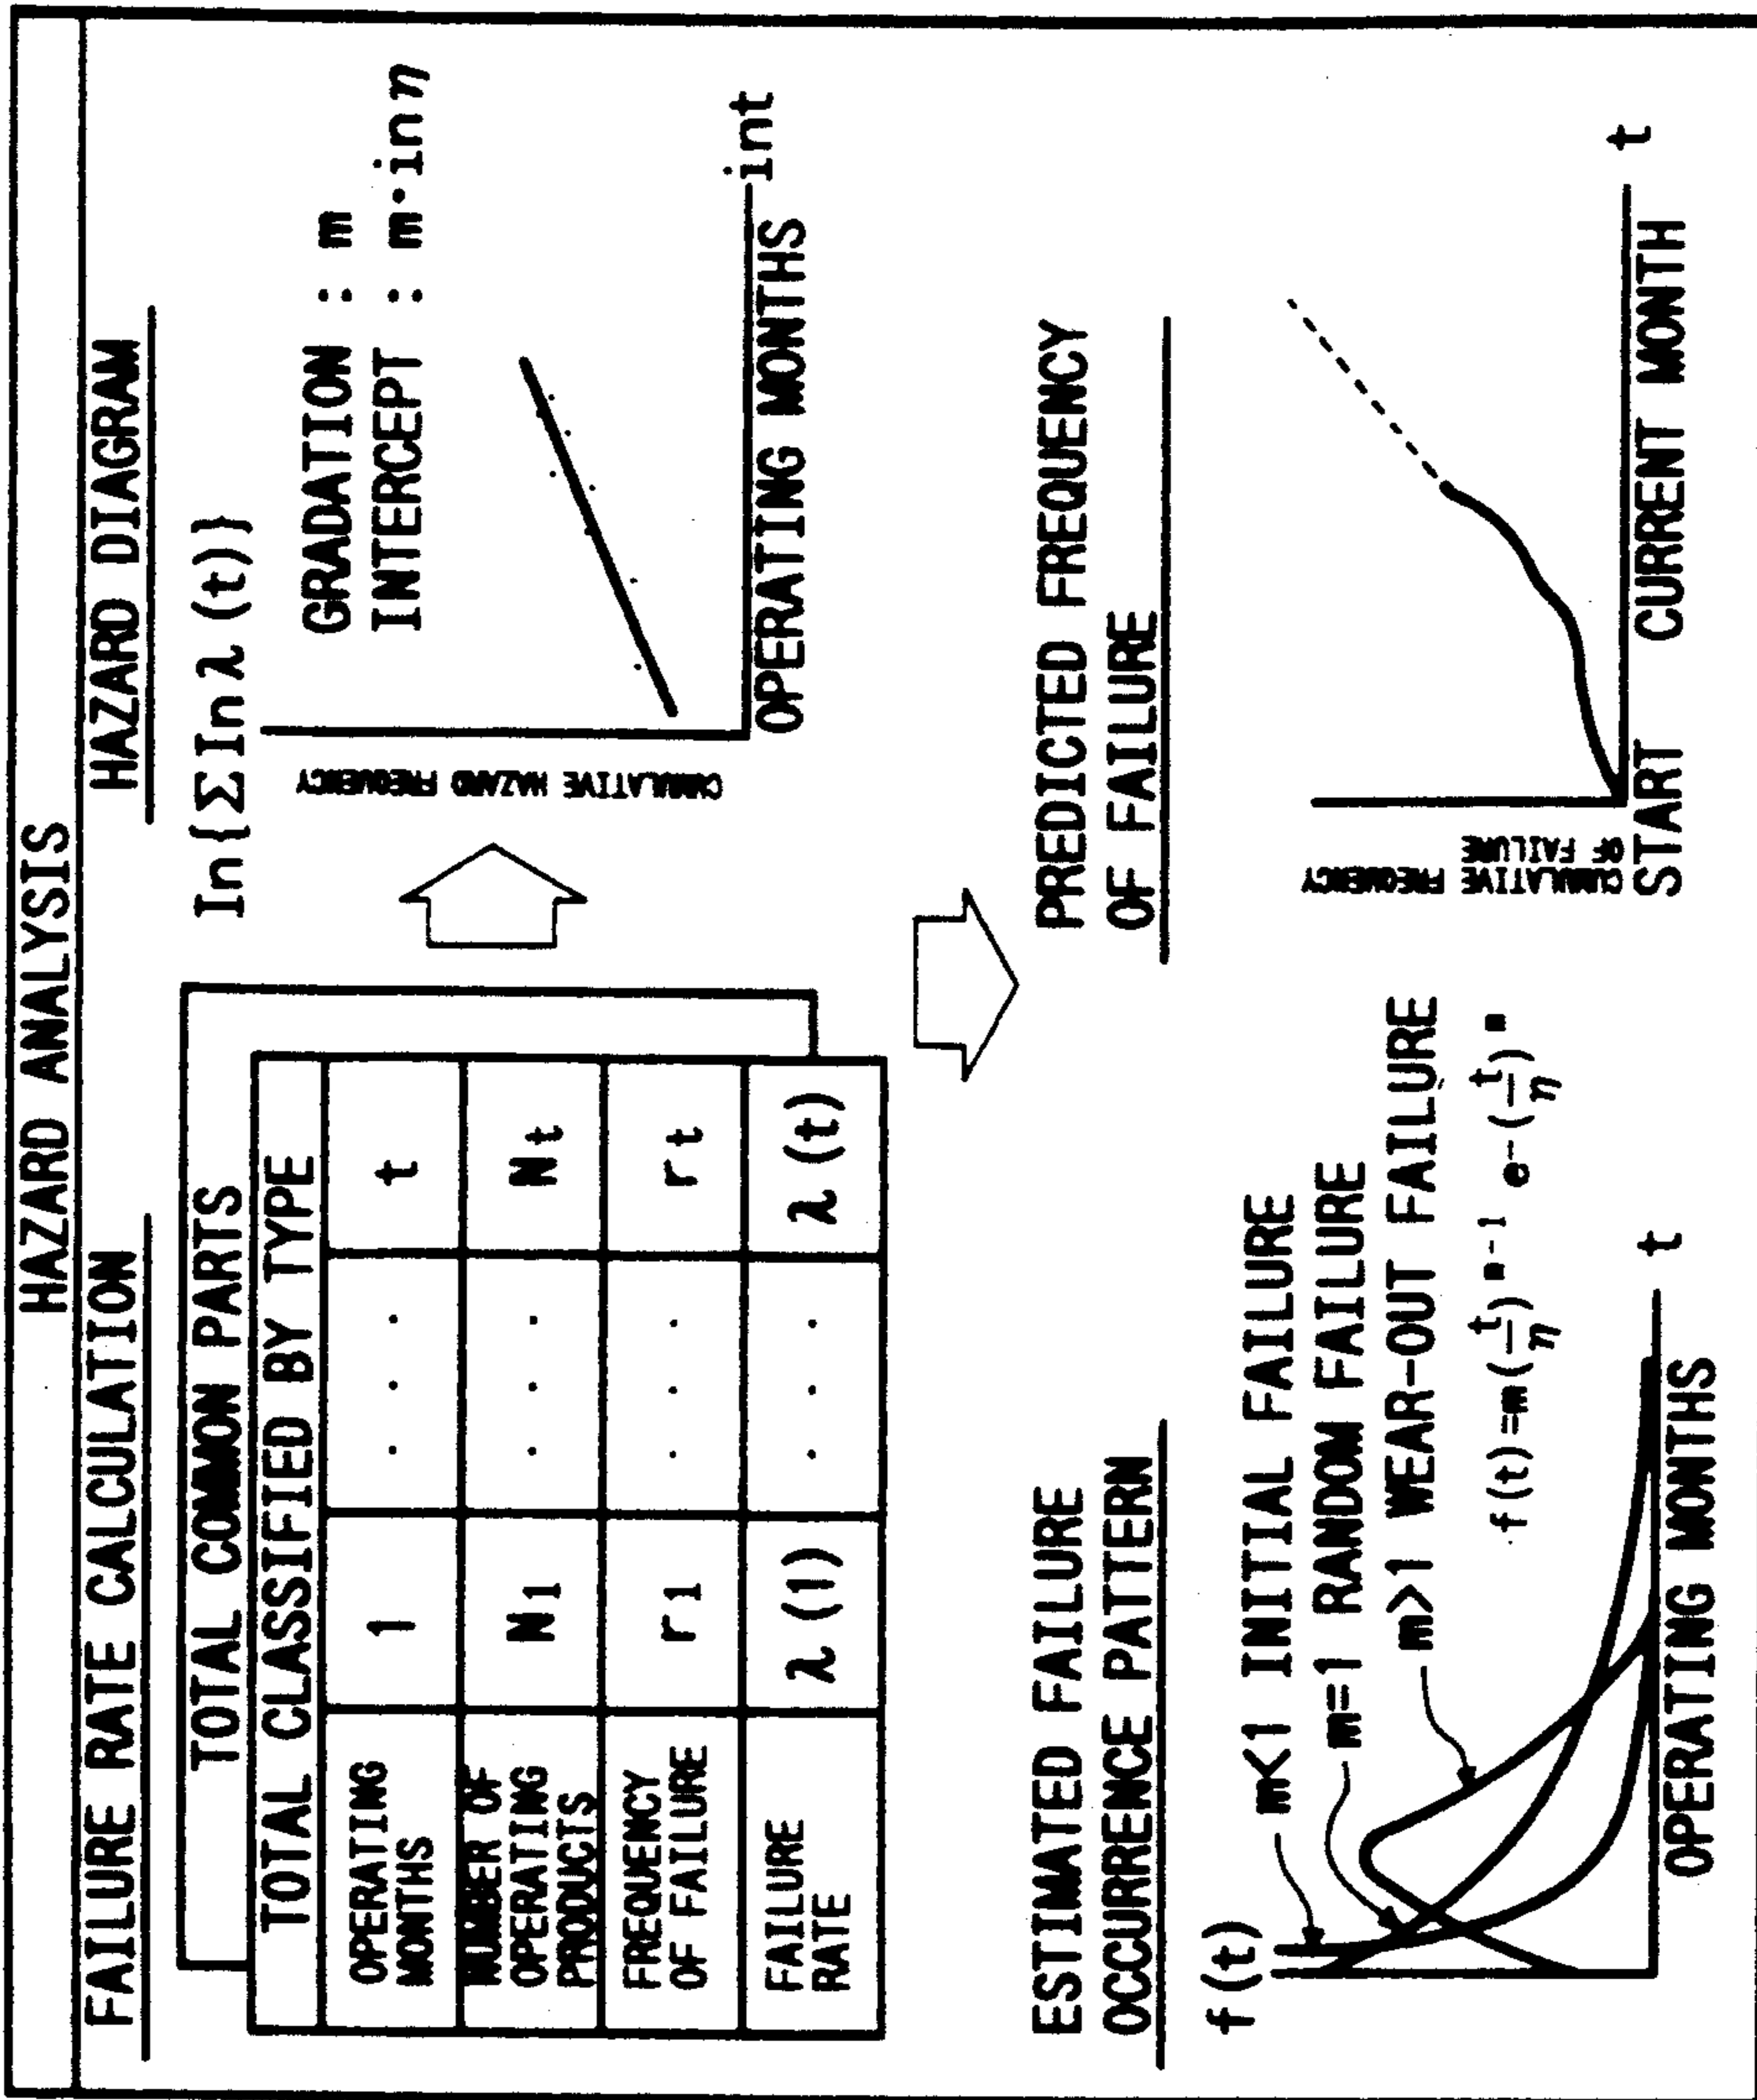 HAZARD ANALYSIS
FAILURE RATE CALCULATION
TOTAL COMMON PARTS
TOTAL CLASSIFIED BY TYPE
OPERATING
MONTHS
1
. . .
t
NUMBER OF
OPERATING
PRODUCTS
N1
. . .
Nt
FREQUENCY
OF FAILURE
r1
. . .
rt
FAILURE
RATE
λ (1)
. . .
λ (t)
HAZARD DIAGRAM
In{ΣInλ (t)}
GRADATION : m
INTERCEPT : m·inη
CUMULATIVE HAZARD FREQUENCY
int
OPERATING MONTHS
ESTIMATED FAILURE
OCCURRENCE PATTERN
f (t)
m<1 INITIAL FAILURE
m=1 RANDOM FAILURE
m>1 WEAR-OUT FAILURE
f(t)=m(t/η)m-1 e-(t/η)m
t
OPERATING MONTHS
PREDICTED FREQUENCY
OF FAILURE
CUMULATIVE FREQUENCY
OF FAILURE
t
START CURRENT MONTH